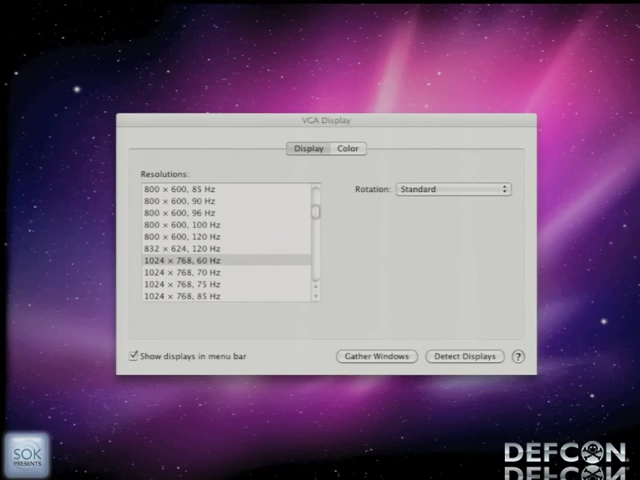 VGA Display
Display Color
Resolutions:
Rotation: Standard
800 × 600, 85 Hz
800 × 600, 90 Hz
800 × 600, 96 Hz
800 × 600, 100 Hz
800 × 600, 120 Hz
832 × 624, 120 Hz
1024 × 768, 60 Hz
1024 × 768, 70 Hz
1024 × 768, 75 Hz
1024 × 768, 85 Hz
Show displays in menu bar
Gather Windows Detect Displays ?
SOK
PRESENTS
DEFCON